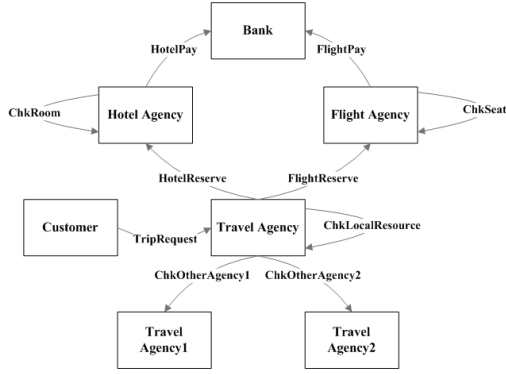 Bank
HotelPay
FlightPay
ChkRoom
Hotel Agency
Flight Agency
ChkSeat
HotelReserve
FlightReserve
Customer
TripRequest
Travel Agency
ChkLocalResource
ChkOtherAgency1
ChkOtherAgency2
Travel
Agency1
Travel
Agency2